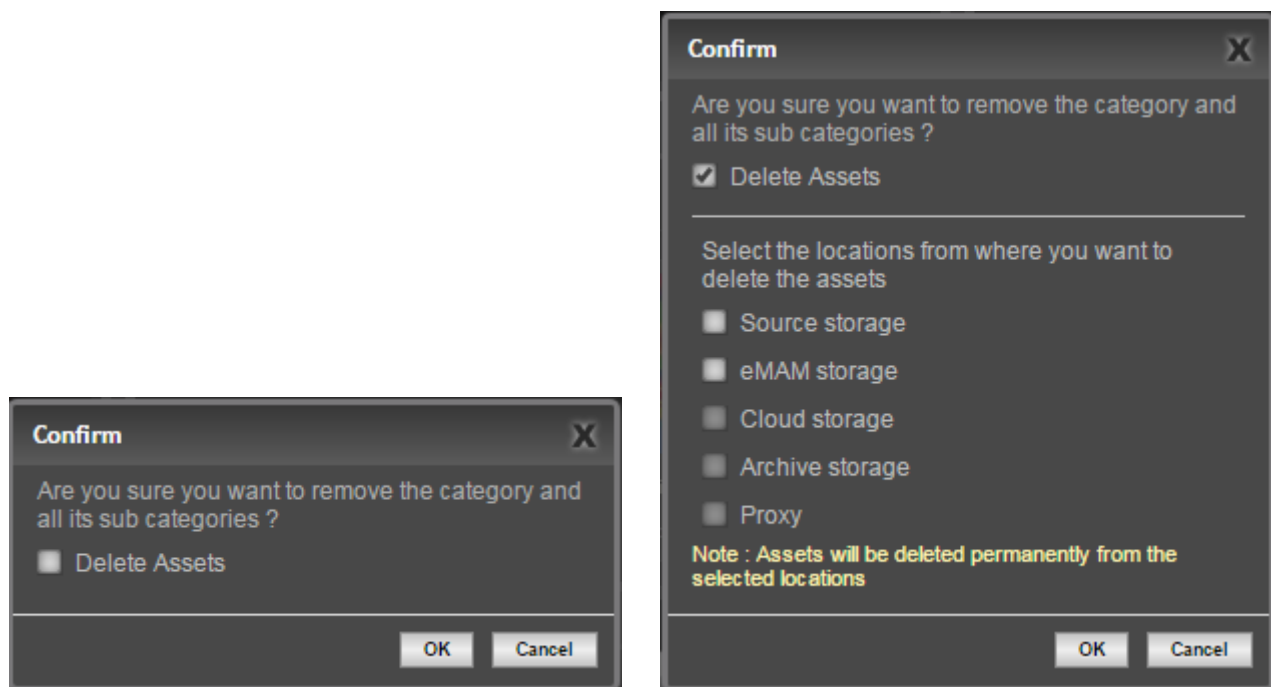 Confirm X
Are you sure you want to remove the category and
all its sub categories ?
Delete Assets
OK Cancel
Confirm X
Are you sure you want to remove the category and
all its sub categories ?
Delete Assets
Select the locations from where you want to
delete the assets
Source storage
eMAM storage
Cloud storage
Archive storage
Proxy
Note : Assets will be deleted permanently from the
selected locations
OK Cancel